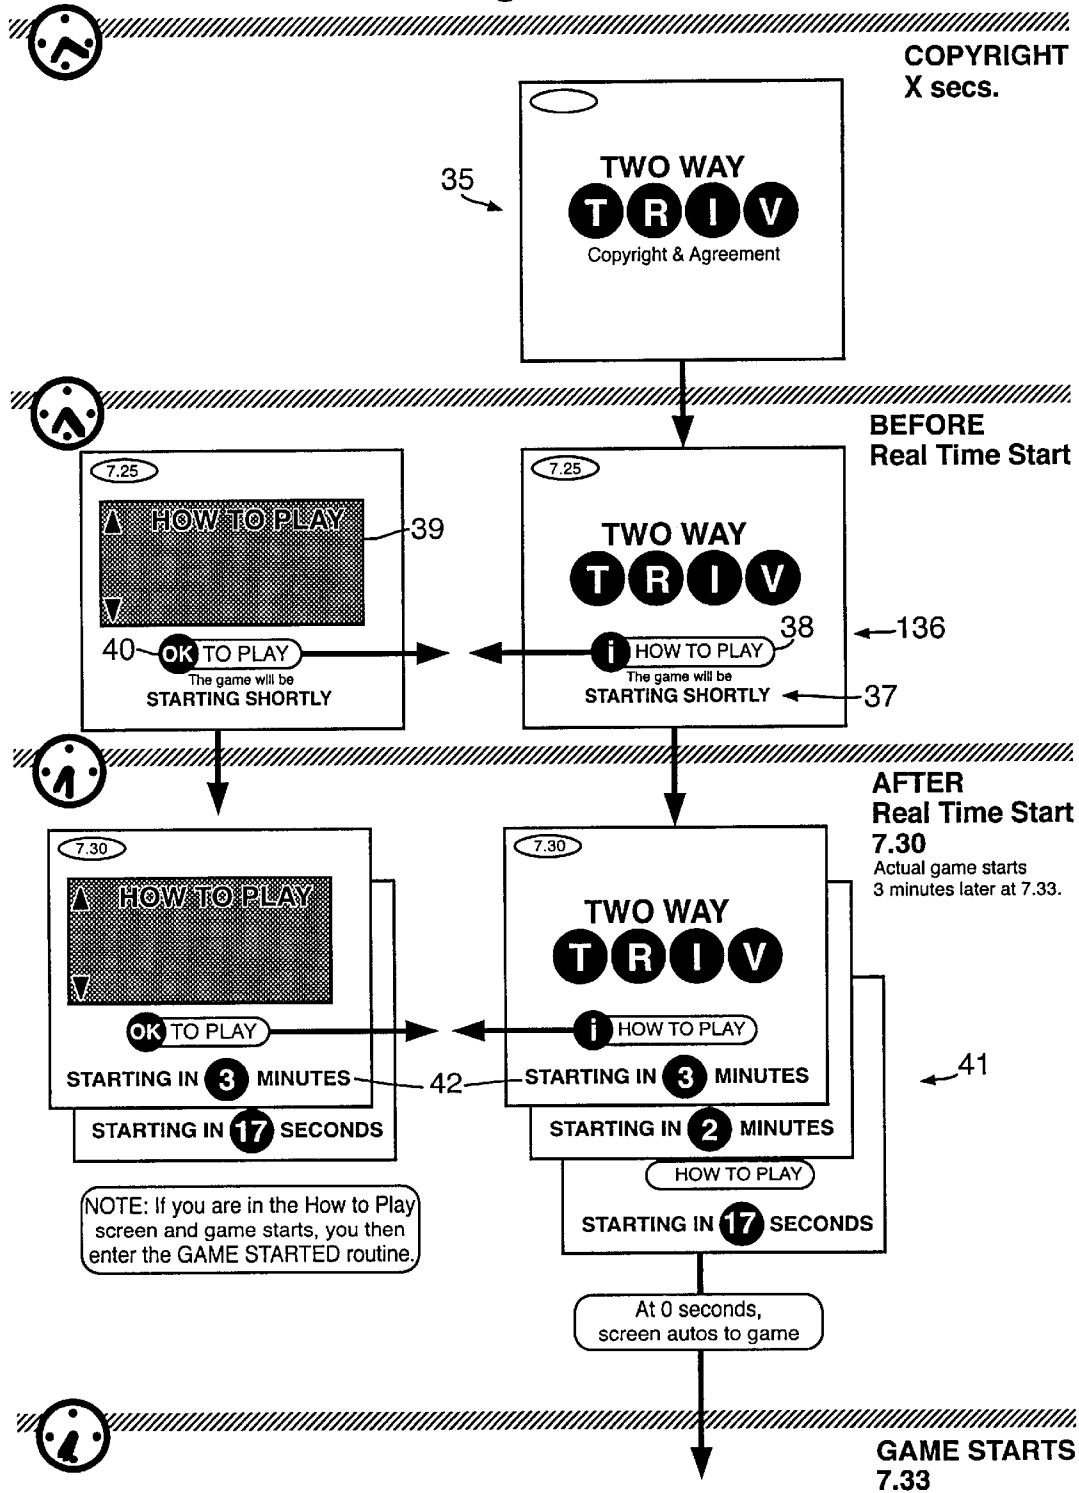 COPYRIGHT
X secs.
35
TWO WAY
T R I V
Copyright & Agreement
BEFORE
Real Time Start
7.25
HOW TO PLAY
39
40
OK TO PLAY
The game will be
STARTING SHORTLY
7.25
TWO WAY
T R I V
i HOW TO PLAY
38
136
The game will be
STARTING SHORTLY
37
AFTER
Real Time Start
7.30
Actual game starts
3 minutes later at 7.33.
7.30
HOW TO PLAY
OK TO PLAY
STARTING IN 3 MINUTES
42
STARTING IN 17 SECONDS
7.30
TWO WAY
T R I V
i HOW TO PLAY
STARTING IN 3 MINUTES
41
STARTING IN 2 MINUTES
HOW TO PLAY
STARTING IN 17 SECONDS
NOTE: If you are in the How to Play
screen and game starts, you then
enter the GAME STARTED routine.
At 0 seconds,
screen autos to game
GAME STARTS
7.33